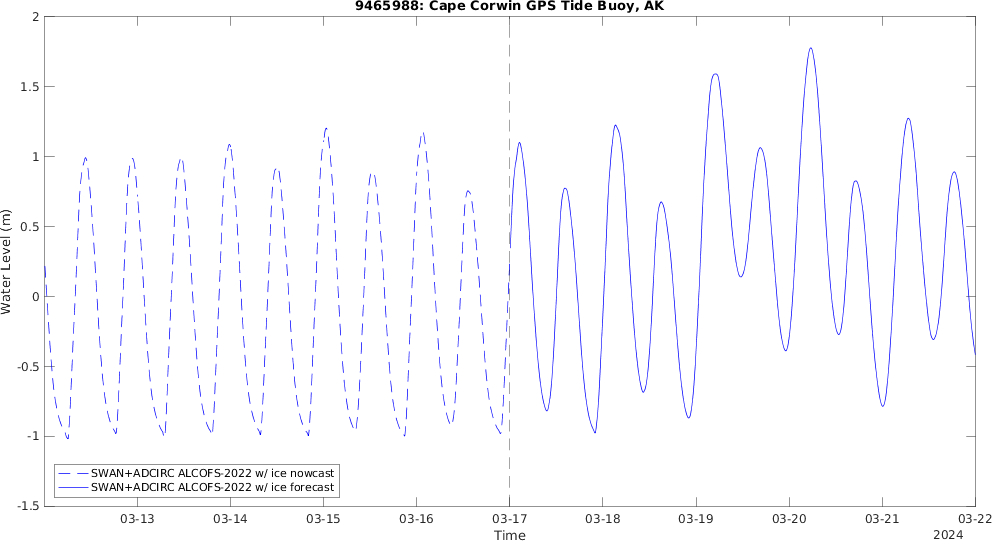 9465988: Cape Corwin GPS Tide Buoy, AK
2
1.5
1
0.5
0
-0.5
-1
-1.5
Water Level (m)
SWAN+ADCIRC ALCOFS-2022 w/ ice nowcast
SWAN+ADCIRC ALCOFS-2022 w/ ice forecast
03-13 03-14 03-15 03-16 03-17 03-18 03-19 03-20 03-21 03-22
Time
2024